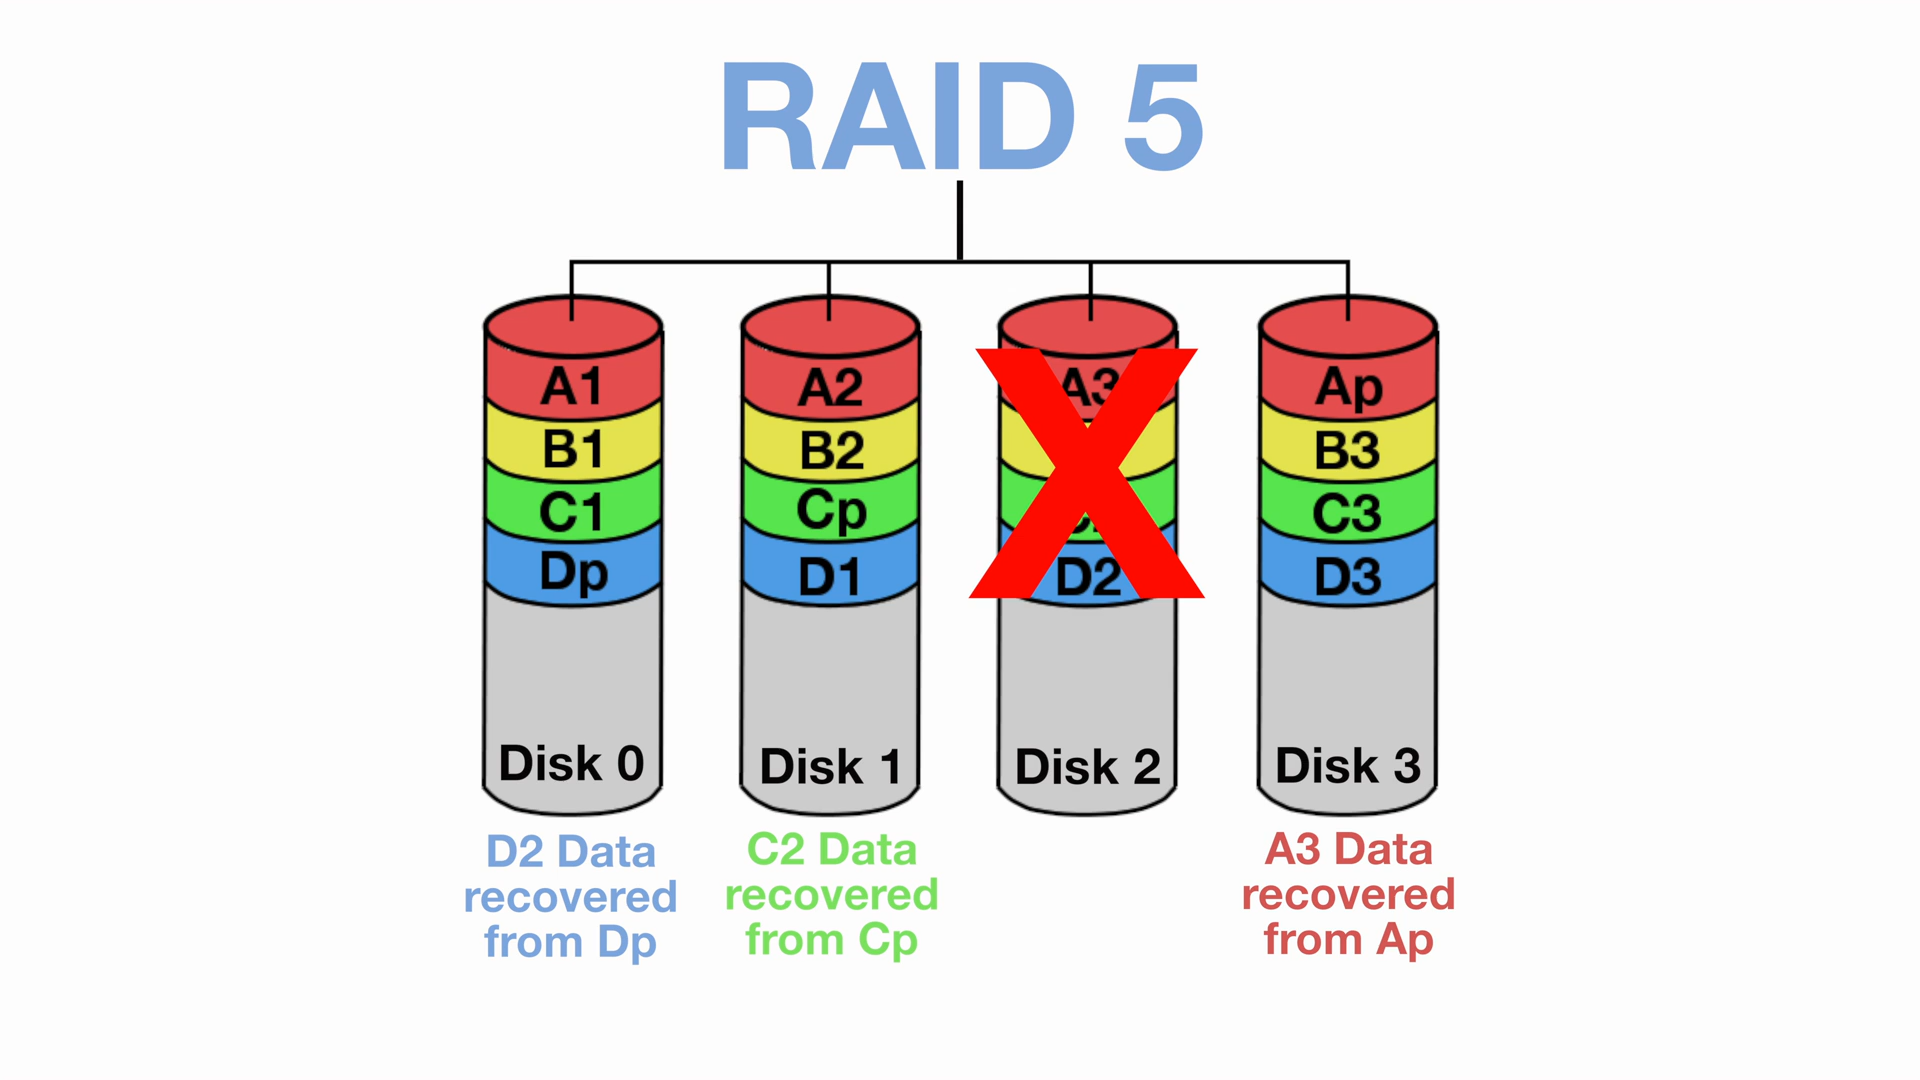 RAID 5
A1 A2 A3 Ap
B1 B2 B3
C1 Cp C3
Dp D1 D2 D3
Disk 0 Disk 1 Disk 2 Disk 3
D2 Data
recovered
from Dp
C2 Data
recovered
from Cp
A3 Data
recovered
from Ap